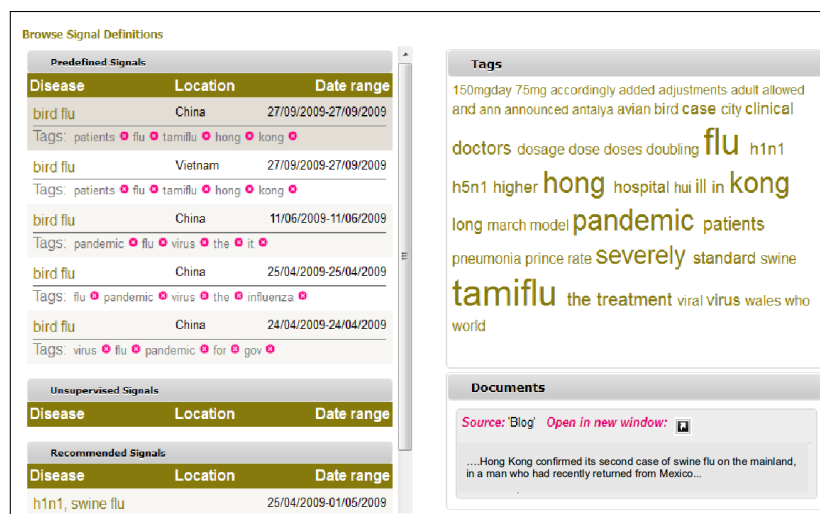 Browse Signal Definitions
Predefined Signals
Disease Location Date range
bird flu China 27/09/2009-27/09/2009
Tags: patients flu tamiflu hong kong
bird flu Vietnam 27/09/2009-27/09/2009
Tags: patients flu tamiflu hong kong
bird flu China 11/06/2009-11/06/2009
Tags: pandemic flu virus the it
bird flu China 25/04/2009-25/04/2009
Tags: flu pandemic virus the influenza
bird flu China 24/04/2009-24/04/2009
Tags: virus flu pandemic for gov
Unsupervised Signals
Disease Location Date range
Recommended Signals
Disease Location Date range
h1n1, swine flu 25/04/2009-01/05/2009
Tags
150mgday 75mg accordingly added adjustments adult allowed
and ann announced antalya avian bird case city clinical
doctors dosage dose doses doubling flu h1n1
h5n1 higher hong hospital hui ill in kong
long march model pandemic patients
pneumonia prince rate severely standard swine
tamiflu the treatment viral virus wales who
world
Documents
Source: 'Blog' Open in new window:
....Hong Kong confirmed its second case of swine flu on the mainland,
in a man who had recently returned from Mexico...